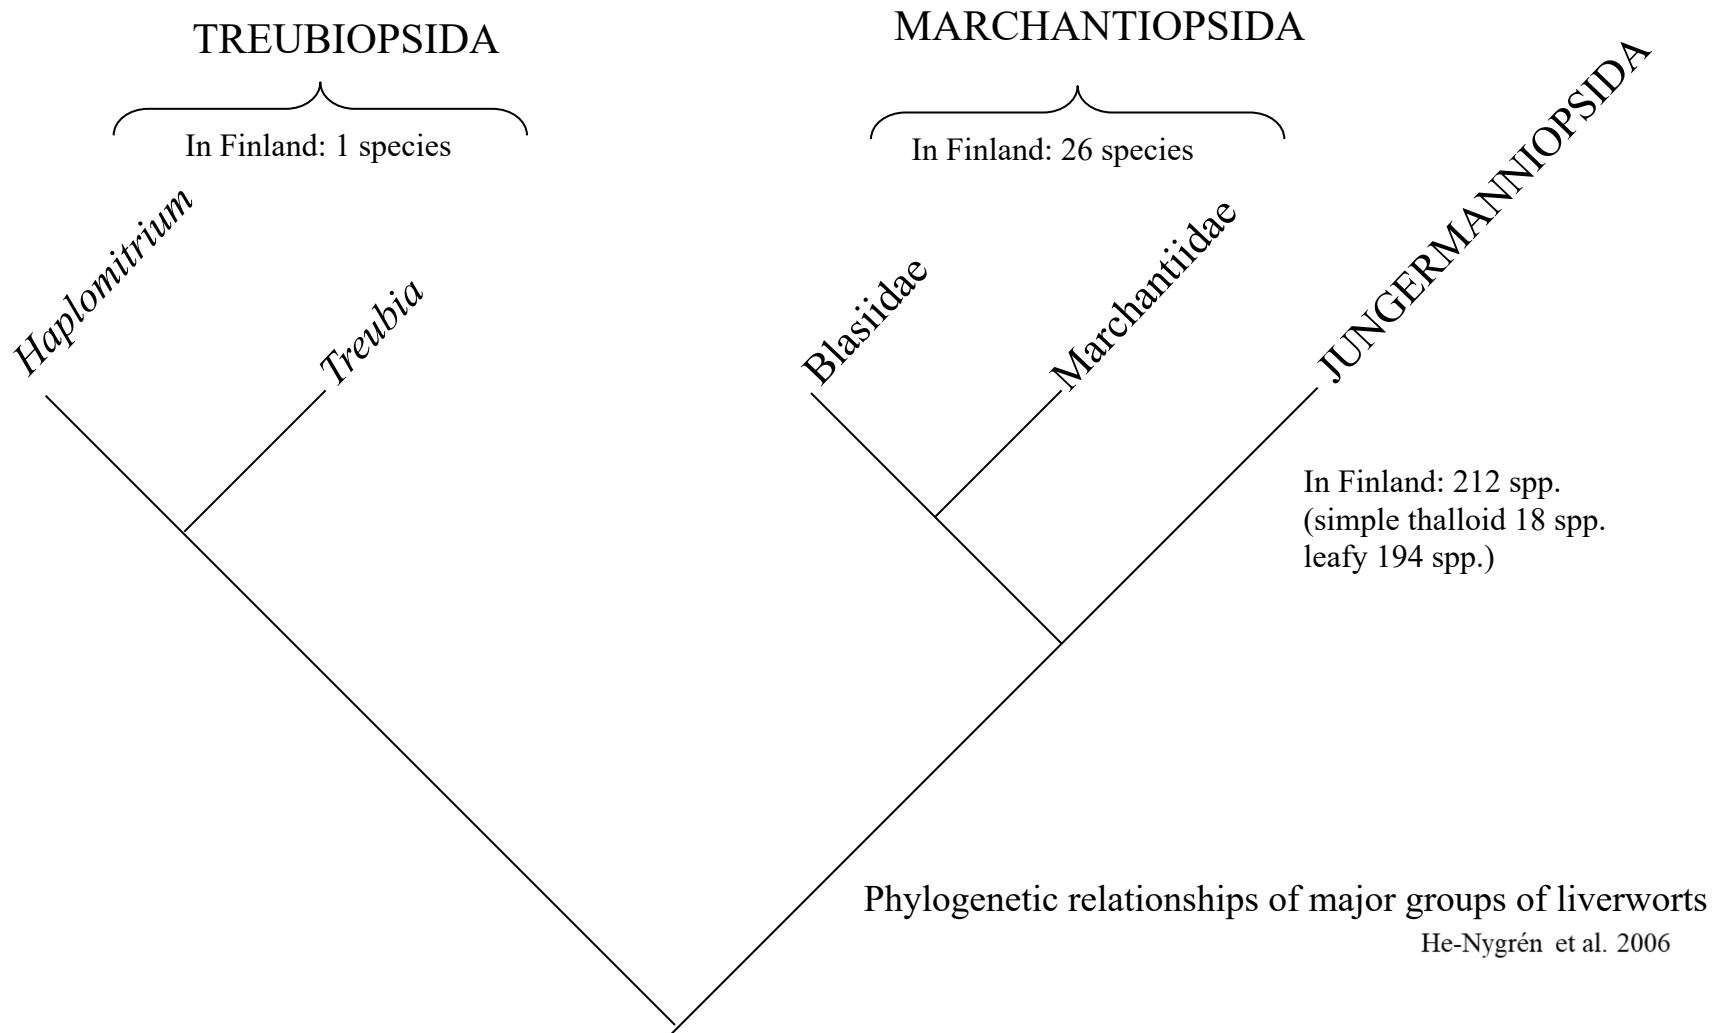 TREUBIOPSIDA
MARCHANTIOPSIDA
In Finland: 1 species
In Finland: 26 species
Haplomitrium
Treubia
Blasiidae
Marchantiidae
JUNGERMANNIOPSIDA
In Finland: 212 spp.
(simple thalloid 18 spp.
leafy 194 spp.)
Phylogenetic relationships of major groups of liverworts
He-Nygrén et al. 2006